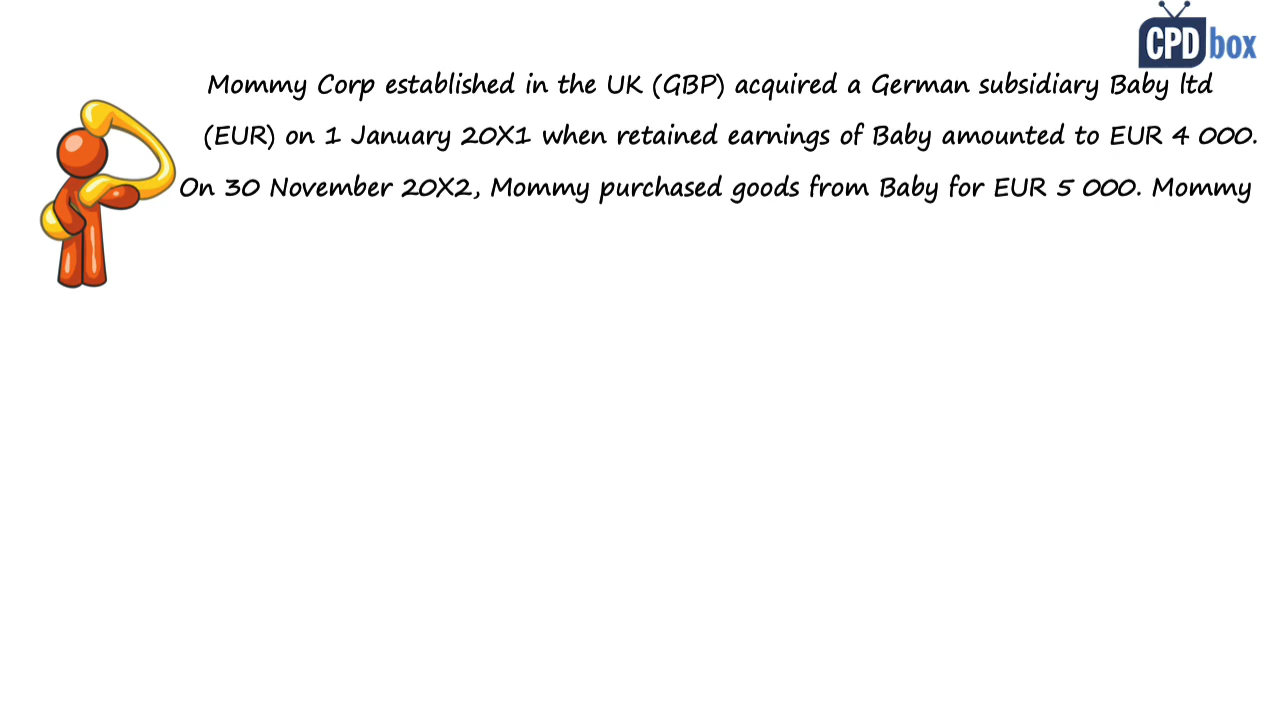 CPD box
Mommy Corp established in the UK (GBP) acquired a German subsidiary Baby ltd
(EUR) on 1 January 20X1 when retained earnings of Baby amounted to EUR 4 000.
On 30 November 20X2, Mommy purchased goods from Baby for EUR 5 000. Mommy